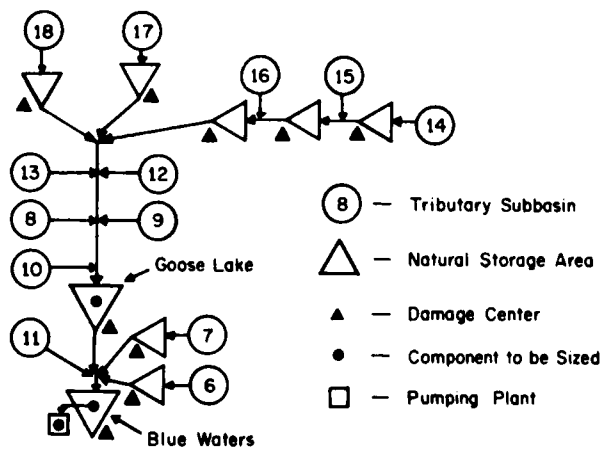 18
17
16
15
14
13
12
8
9
8 — Tributary Subbasin
10
Goose Lake
Natural Storage Area
— Damage Center
11
7
— Component to be Sized
6
— Pumping Plant
Blue Waters